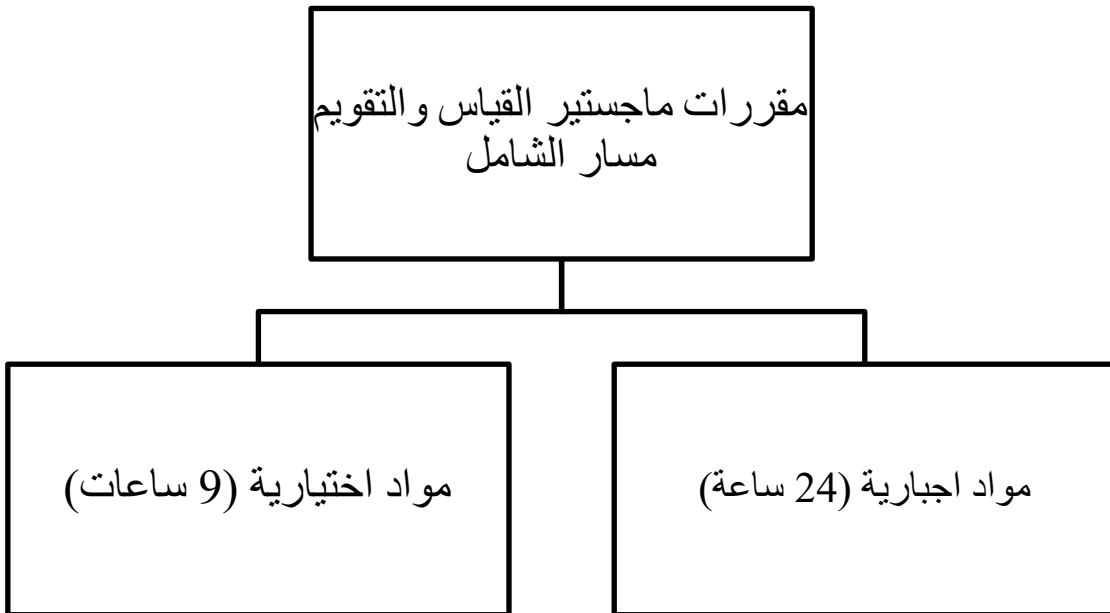 مقررات ماجستير القياس والتقويم
مسار الشامل
مواد اجبارية (24 ساعة)
مواد اختيارية (9 ساعات)